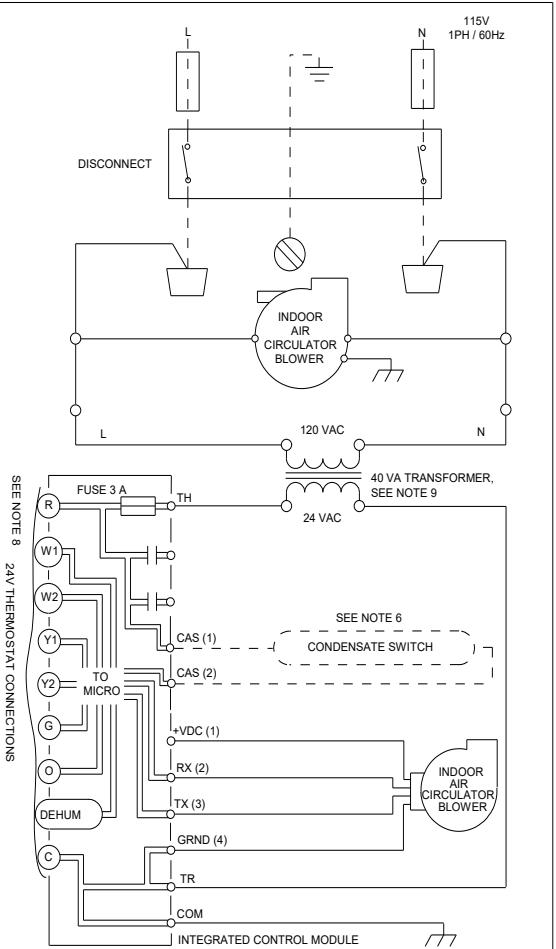 115V
1PH / 60Hz
L
N
DISCONNECT
INDOOR
AIR
CIRCULATOR
BLOWER
L
120 VAC
N
40 VA TRANSFORMER,
SEE NOTE 9
24 VAC
FUSE 3 A
TH
R
W1
W2
Y1
Y2
G
O
DEHUM
C
SEE NOTE 8
24V THERMOSTAT CONNECTIONS
TO
MICRO
CAS (1)
CAS (2)
SEE NOTE 6
CONDENSATE SWITCH
+VDC (1)
RX (2)
TX (3)
GRND (4)
TR
COM
INDOOR
AIR
CIRCULATOR
BLOWER
INTEGRATED CONTROL MODULE